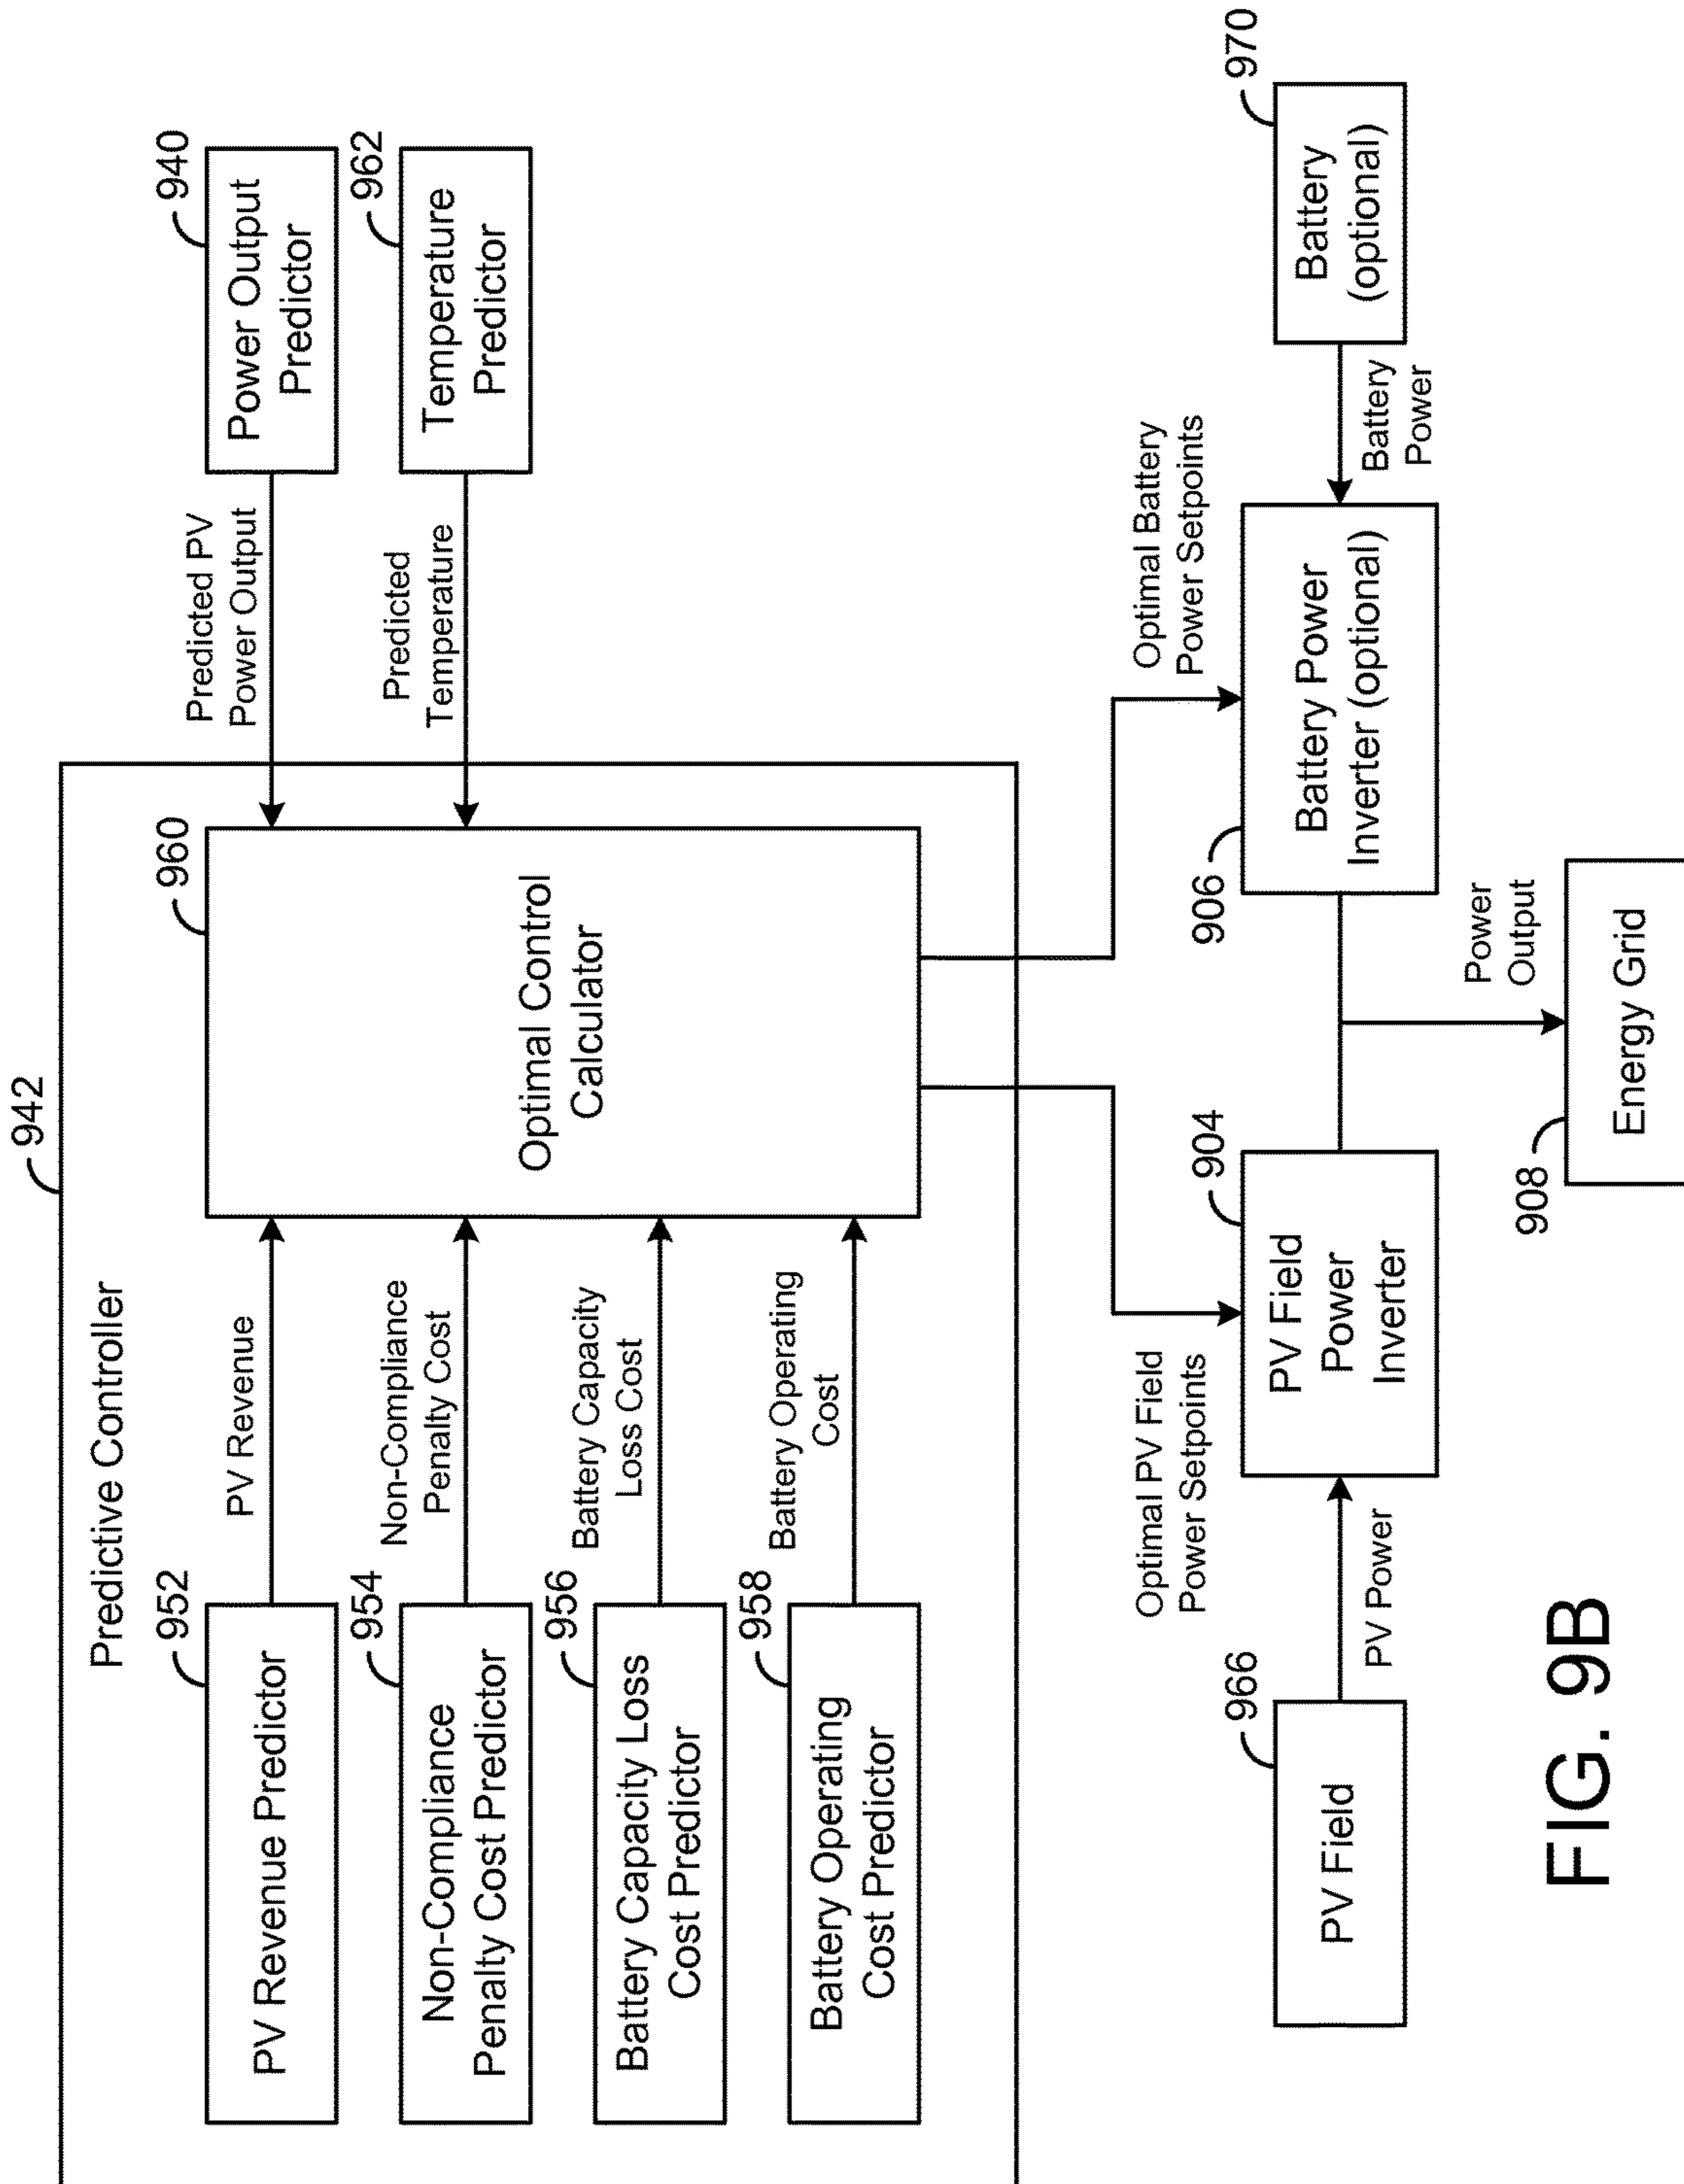 942
Predictive Controller
952
PV Revenue Predictor
PV Revenue
954
Non-Compliance
Penalty Cost Predictor
Non-Compliance
Penalty Cost
956
Battery Capacity Loss
Cost Predictor
Battery Capacity
Loss Cost
958
Battery Operating
Cost Predictor
Battery Operating
Cost
960
Optimal Control
Calculator
Predicted PV
Power Output
940
Power Output
Predictor
Predicted
Temperature
962
Temperature
Predictor
Optimal PV Field
Power Setpoints
Optimal Battery
Power Setpoints
966
PV Field
PV Power
904
PV Field
Power
Inverter
906
Battery Power
Inverter (optional)
Battery
Power
970
Battery
(optional)
Power
Output
908
Energy Grid
FIG. 9B